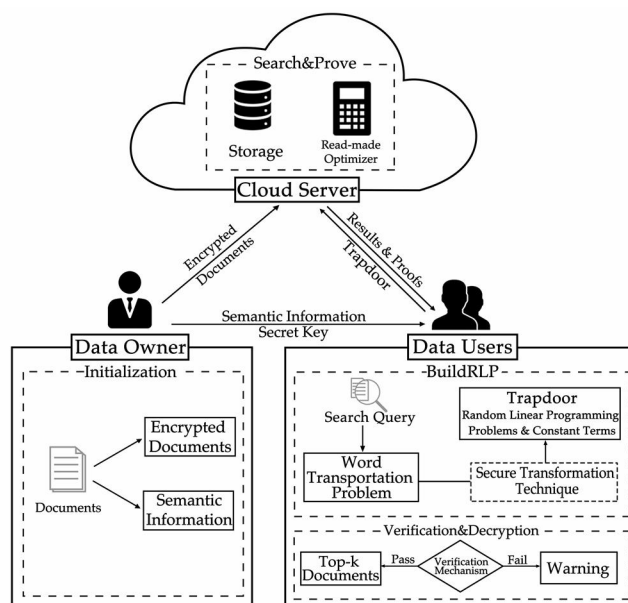 Search&Prove
Storage
Read-made
Optimizer
Cloud Server
Encrypted
Documents
Results & Proofs
Trapdoor
Semantic Information
Secret Key
Data Owner
Initialization
Documents
Encrypted
Documents
Semantic
Information
Data Users
BuildRLP
Search Query
Word
Transportation
Problem
Trapdoor
Random Linear Programming
Problems & Constant Terms
Secure Transformation
Technique
Verification&Decryption
Top-k
Documents
Pass
Verification
Mechanism
Fail
Warning